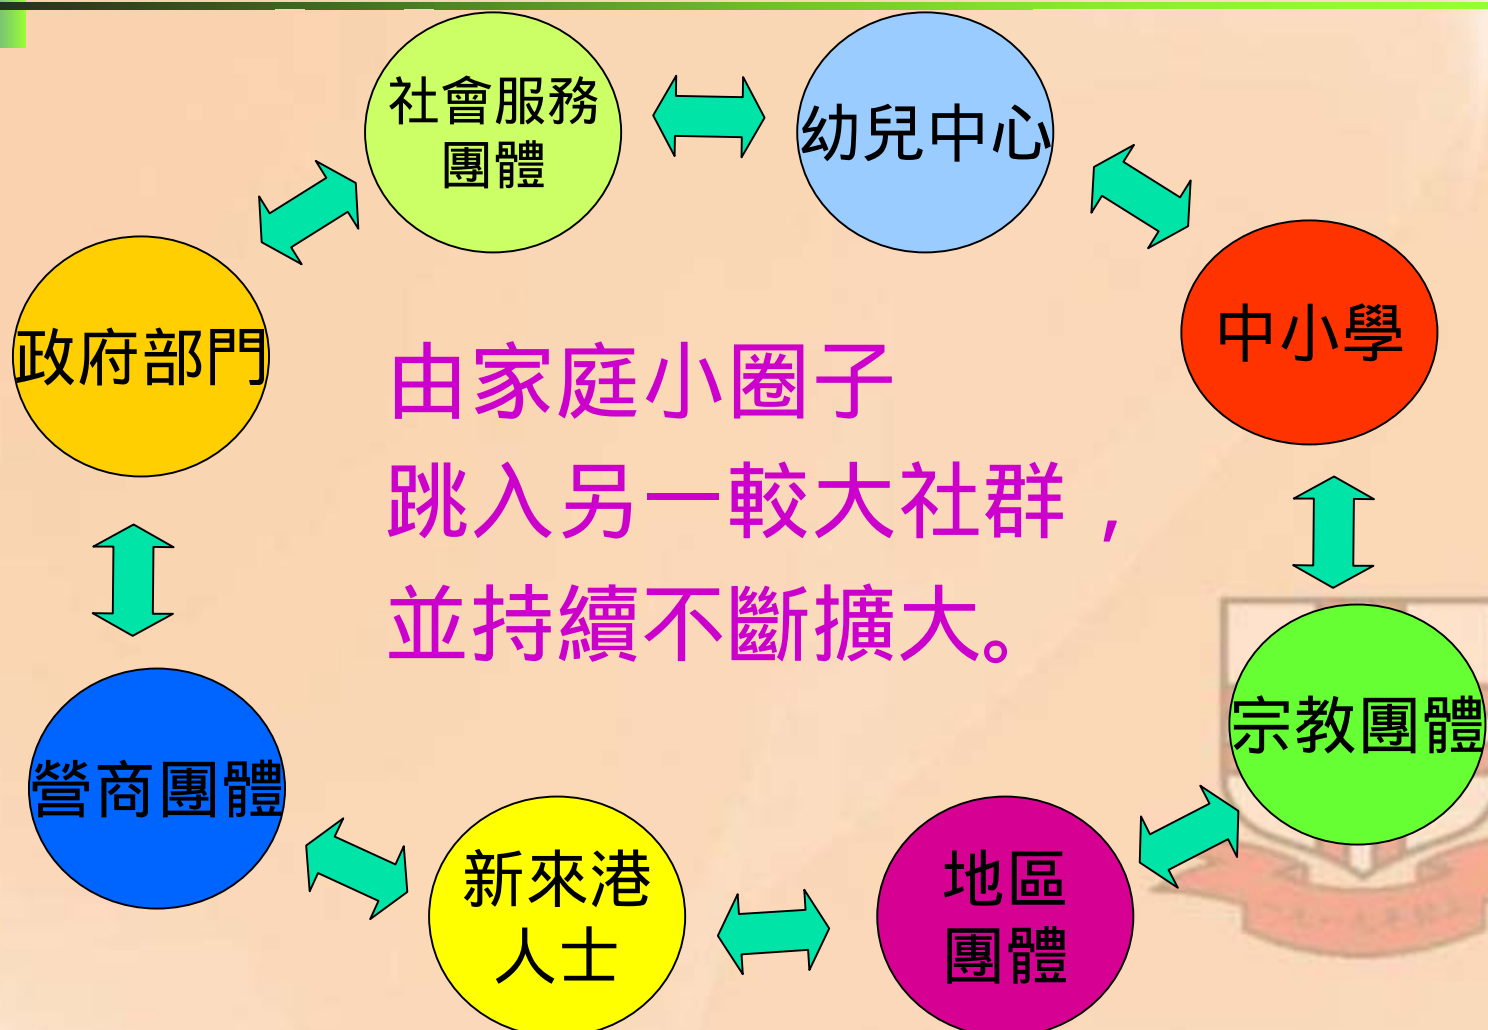 社會服務
團體
幼兒中心
政府部門
中小學
由家庭小圈子
跳入另一較大社群，
並持續不斷擴大。
宗教團體
營商團體
新來港
人士
地區
團體